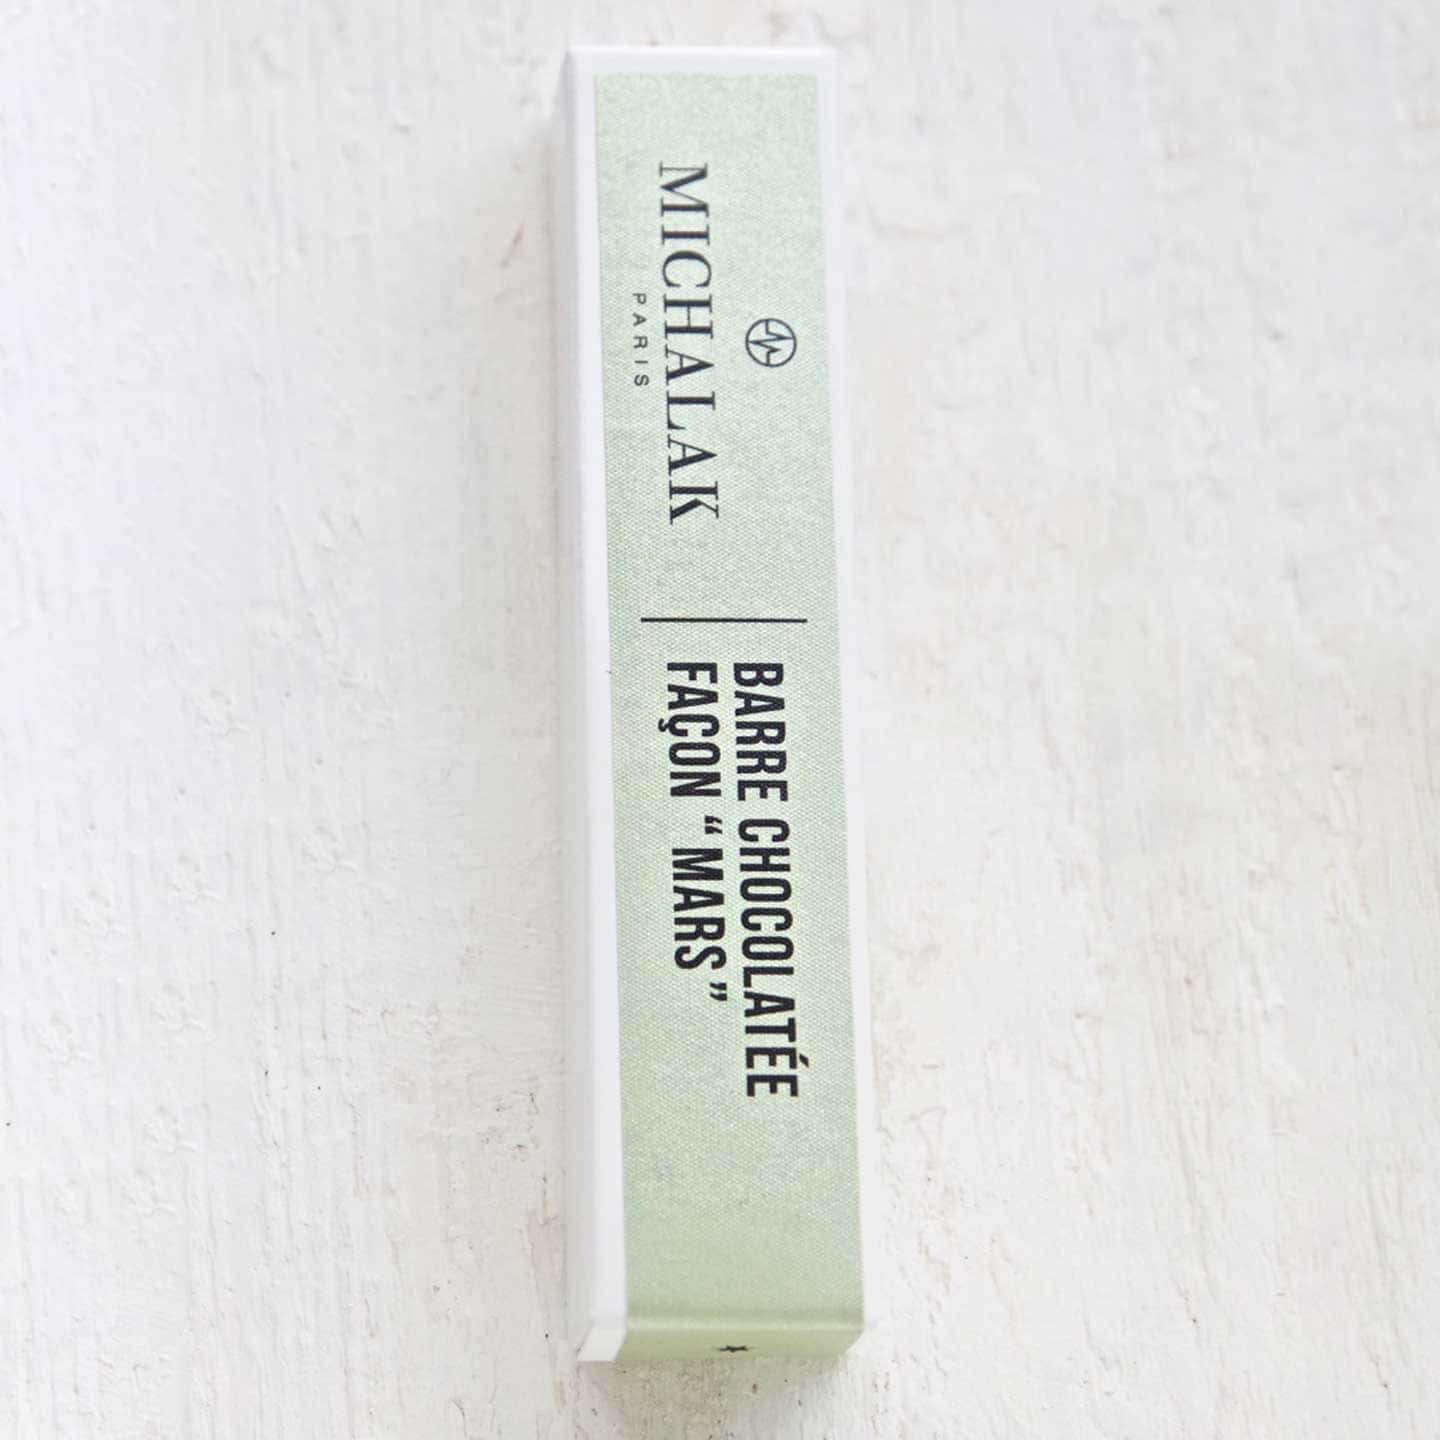 MICHALAK
PARIS
BARRE CHOCOLATÉE
FAÇON “MARS”